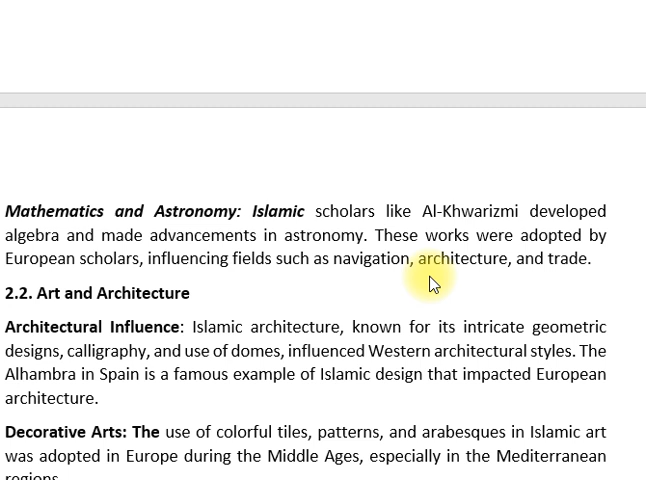 Mathematics and Astronomy: Islamic scholars like Al-Khwarizmi developed
algebra and made advancements in astronomy. These works were adopted by
European scholars, influencing fields such as navigation, architecture, and trade.
2.2. Art and Architecture
Architectural Influence: Islamic architecture, known for its intricate geometric
designs, calligraphy, and use of domes, influenced Western architectural styles. The
Alhambra in Spain is a famous example of Islamic design that impacted European
architecture.
Decorative Arts: The use of colorful tiles, patterns, and arabesques in Islamic art
was adopted in Europe during the Middle Ages, especially in the Mediterranean
regions.